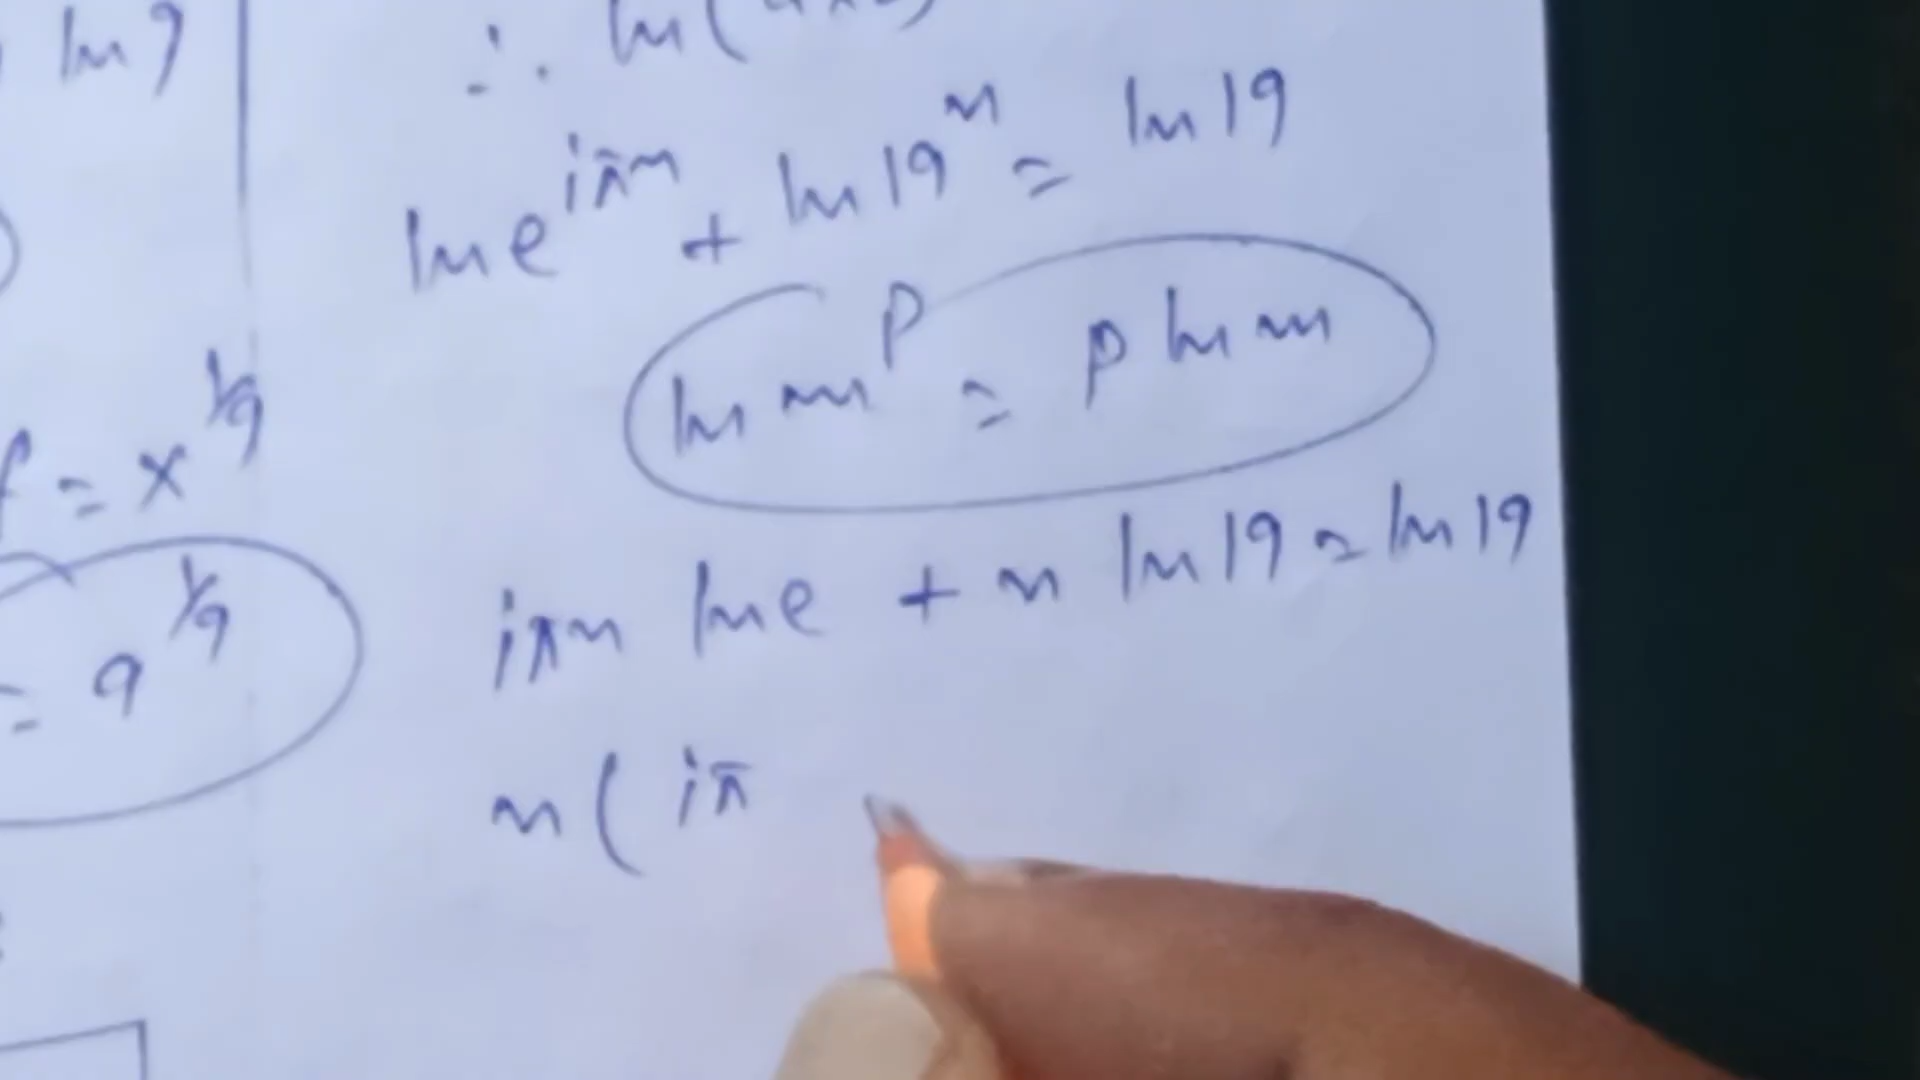 ln 9
f = x^1/9
= 9^1/9
∴ ln(
ln e^iπn + ln 19^n = ln 19
ln m^p = p ln m
iπn ln e + n ln 19 = ln 19
n ( iπ